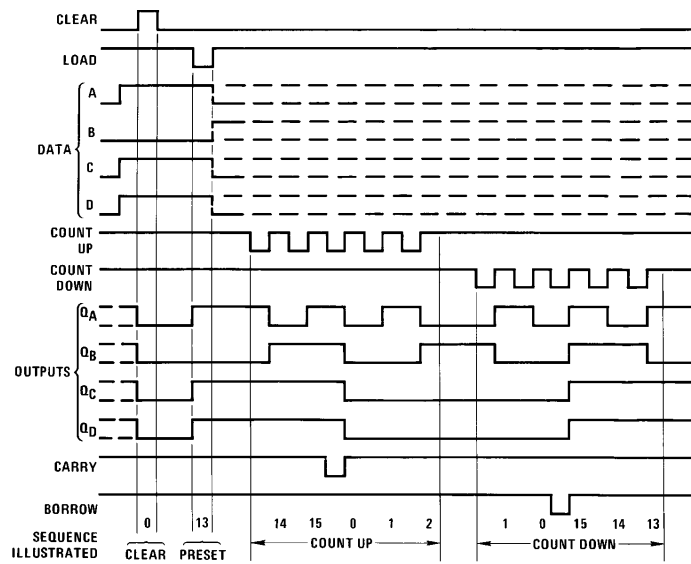 CLEAR
LOAD
A
B
DATA
C
D
COUNT
UP
COUNT
DOWN
QA
QB
OUTPUTS
QC
QD
CARRY
BORROW
0 13 14 15 0 1 2 1 0 15 14 13
SEQUENCE
ILLUSTRATED
CLEAR PRESET COUNT UP COUNT DOWN